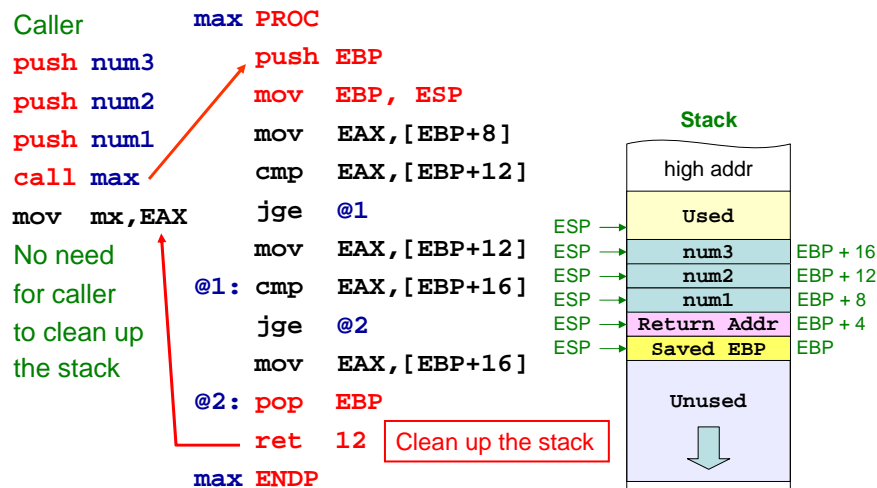 Caller
push num3
push num2
push num1
call max
mov mx,EAX
No need
for caller
to clean up
the stack
max PROC
push EBP
mov EBP, ESP
mov EAX,[EBP+8]
cmp EAX,[EBP+12]
jge @1
mov EAX,[EBP+12]
@1: cmp EAX,[EBP+16]
jge @2
mov EAX,[EBP+16]
@2: pop EBP
ret 12 Clean up the stack
max ENDP
Stack
high addr
Used
ESP
ESP num3 EBP + 16
ESP num2 EBP + 12
ESP num1 EBP + 8
ESP Return Addr EBP + 4
ESP Saved EBP EBP
Unused